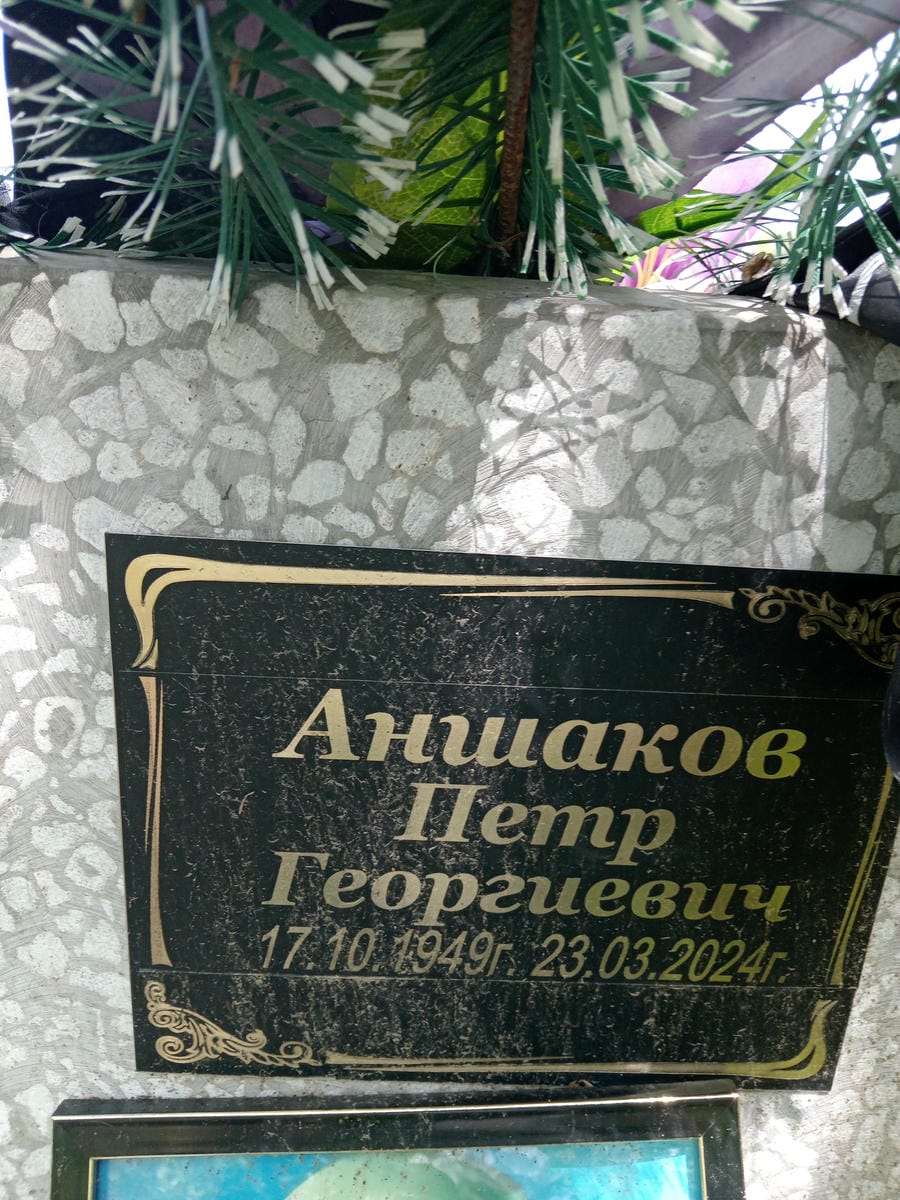 Аншаков
Петр
Георгиевич
17.10.1949г. 23.03.2024г.